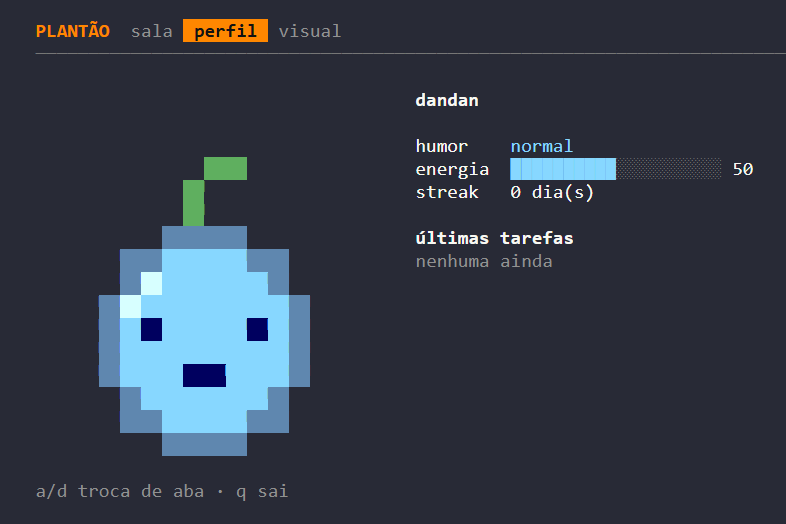 PLANTÃO sala perfil visual
dandan
humor normal
energia 50
streak 0 dia(s)
últimas tarefas
nenhuma ainda
a/d troca de aba · q sai